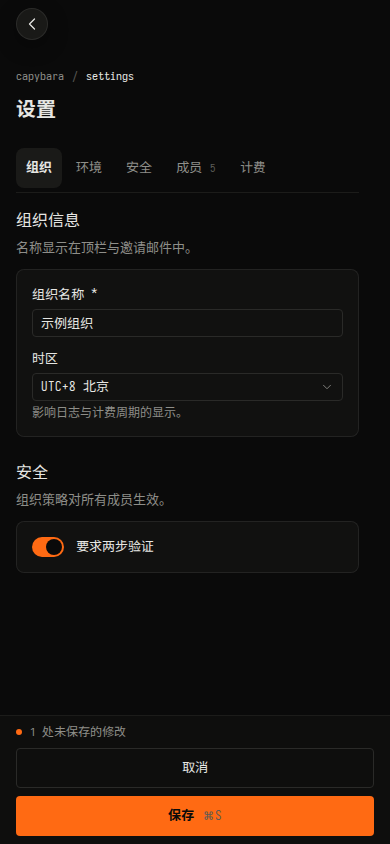 capybara / settings
设置
组织 环境 安全 成员 5 计费
组织信息
名称显示在顶栏与邀请邮件中。
组织名称 *
示例组织
时区
UTC+8 北京
影响日志与计费周期的显示。
安全
组织策略对所有成员生效。
要求两步验证
1 处未保存的修改
取消
保存 ⌘S